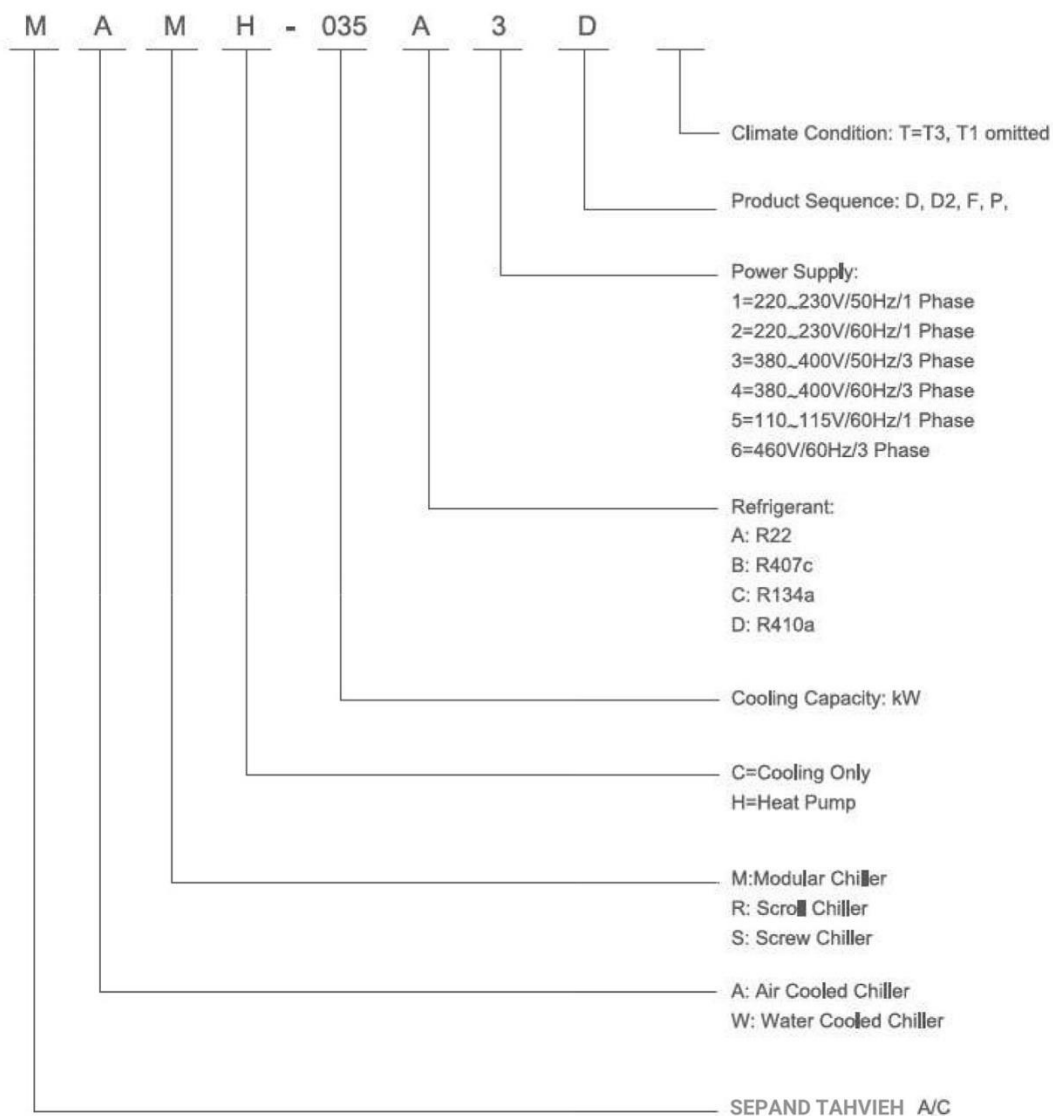 M A M H - 035 A 3 D
Climate Condition: T=T3, T1 omitted
Product Sequence: D, D2, F, P,
Power Supply:
1=220~230V/50Hz/1 Phase
2=220~230V/60Hz/1 Phase
3=380~400V/50Hz/3 Phase
4=380~400V/60Hz/3 Phase
5=110~115V/60Hz/1 Phase
6=460V/60Hz/3 Phase
Refrigerant:
A: R22
B: R407c
C: R134a
D: R410a
Cooling Capacity: kW
C=Cooling Only
H=Heat Pump
M:Modular Chiller
R: Scroll Chiller
S: Screw Chiller
A: Air Cooled Chiller
W: Water Cooled Chiller
SEPAND TAHVIEH A/C